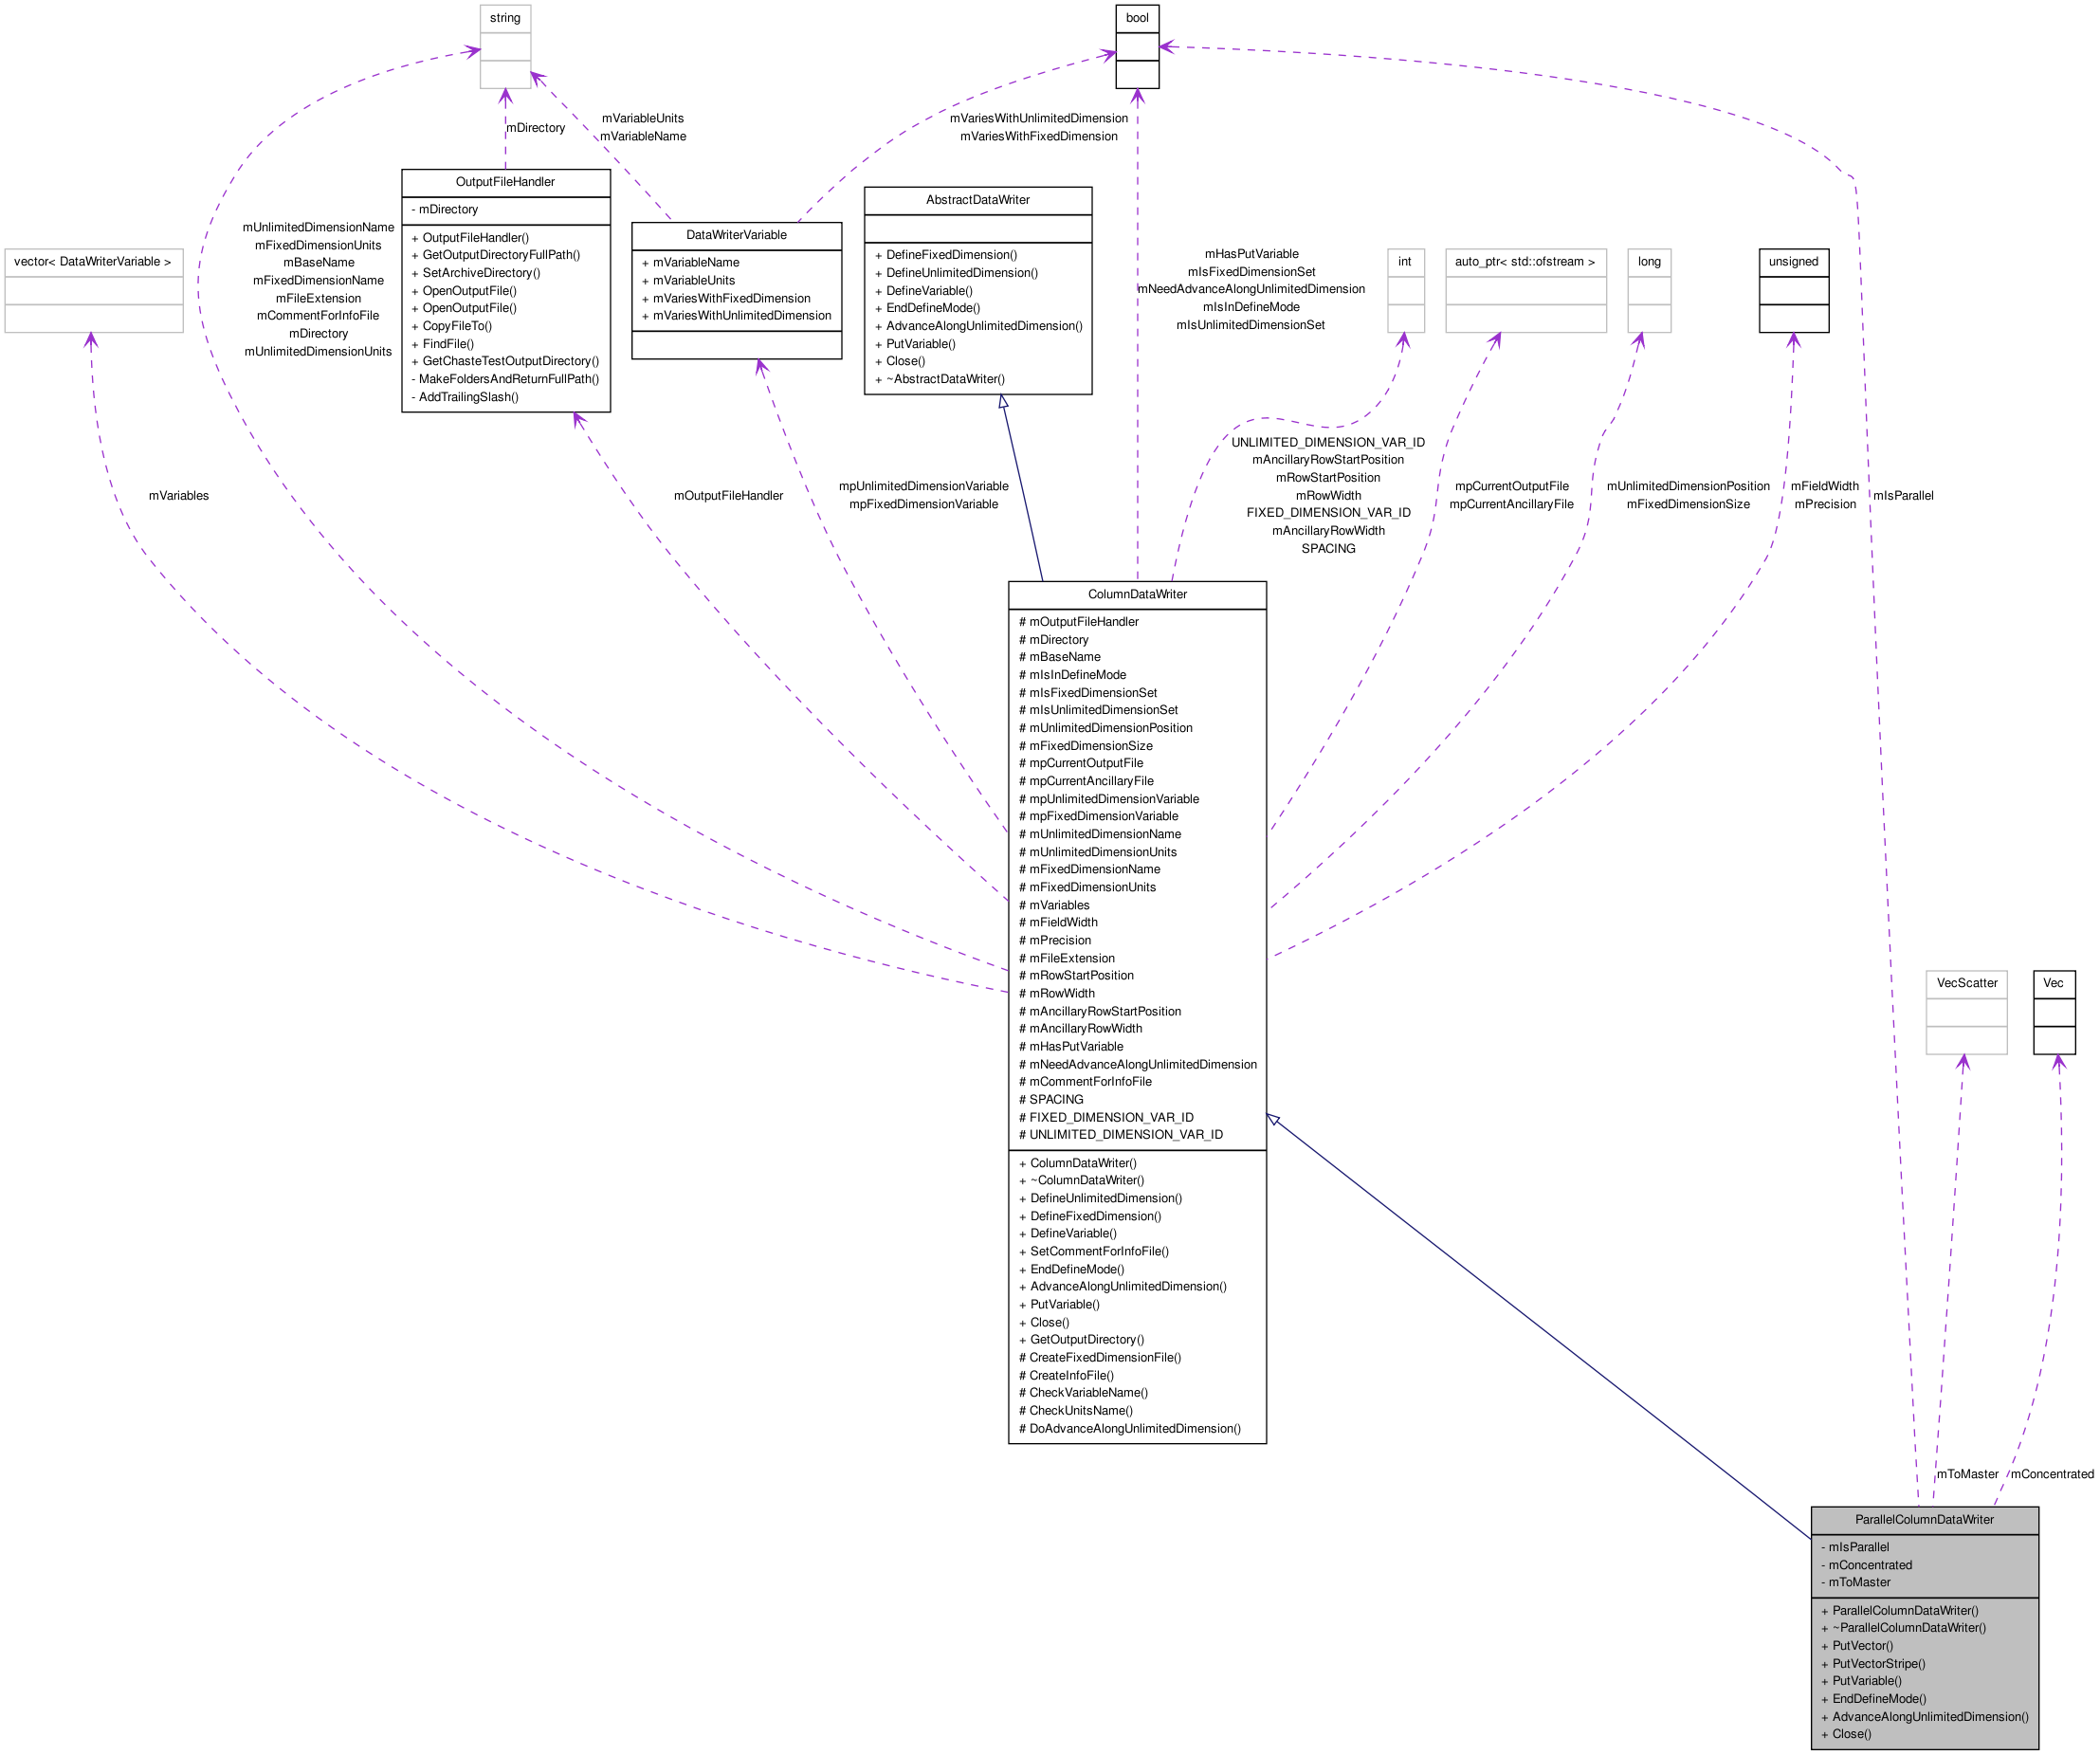 string
bool
mDirectory
mVariableUnits
mVariableName
mVariesWithUnlimitedDimension
mVariesWithFixedDimension
OutputFileHandler
- mDirectory
+ OutputFileHandler()
+ GetOutputDirectoryFullPath()
+ SetArchiveDirectory()
+ OpenOutputFile()
+ OpenOutputFile()
+ CopyFileTo()
+ FindFile()
+ GetChasteTestOutputDirectory()
- MakeFoldersAndReturnFullPath()
- AddTrailingSlash()
DataWriterVariable
+ mVariableName
+ mVariableUnits
+ mVariesWithFixedDimension
+ mVariesWithUnlimitedDimension
AbstractDataWriter
+ DefineFixedDimension()
+ DefineUnlimitedDimension()
+ DefineVariable()
+ EndDefineMode()
+ AdvanceAlongUnlimitedDimension()
+ PutVariable()
+ Close()
+ ~AbstractDataWriter()
mUnlimitedDimensionName
mFixedDimensionUnits
mBaseName
mFixedDimensionName
mFileExtension
mCommentForInfoFile
mDirectory
mUnlimitedDimensionUnits
vector< DataWriterVariable >
mHasPutVariable
mIsFixedDimensionSet
mNeedAdvanceAlongUnlimitedDimension
mIsInDefineMode
mIsUnlimitedDimensionSet
int
auto_ptr< std::ofstream >
long
unsigned
mVariables
mOutputFileHandler
mpUnlimitedDimensionVariable
mpFixedDimensionVariable
UNLIMITED_DIMENSION_VAR_ID
mAncillaryRowStartPosition
mRowStartPosition
mRowWidth
FIXED_DIMENSION_VAR_ID
mAncillaryRowWidth
SPACING
mpCurrentOutputFile
mpCurrentAncillaryFile
mUnlimitedDimensionPosition
mFixedDimensionSize
mFieldWidth
mPrecision
mIsParallel
ColumnDataWriter
# mOutputFileHandler
# mDirectory
# mBaseName
# mIsInDefineMode
# mIsFixedDimensionSet
# mIsUnlimitedDimensionSet
# mUnlimitedDimensionPosition
# mFixedDimensionSize
# mpCurrentOutputFile
# mpCurrentAncillaryFile
# mpUnlimitedDimensionVariable
# mpFixedDimensionVariable
# mUnlimitedDimensionName
# mUnlimitedDimensionUnits
# mFixedDimensionName
# mFixedDimensionUnits
# mVariables
# mFieldWidth
# mPrecision
# mFileExtension
# mRowStartPosition
# mRowWidth
# mAncillaryRowStartPosition
# mAncillaryRowWidth
# mHasPutVariable
# mNeedAdvanceAlongUnlimitedDimension
# mCommentForInfoFile
# SPACING
# FIXED_DIMENSION_VAR_ID
# UNLIMITED_DIMENSION_VAR_ID
+ ColumnDataWriter()
+ ~ColumnDataWriter()
+ DefineUnlimitedDimension()
+ DefineFixedDimension()
+ DefineVariable()
+ SetCommentForInfoFile()
+ EndDefineMode()
+ AdvanceAlongUnlimitedDimension()
+ PutVariable()
+ Close()
+ GetOutputDirectory()
# CreateFixedDimensionFile()
# CreateInfoFile()
# CheckVariableName()
# CheckUnitsName()
# DoAdvanceAlongUnlimitedDimension()
VecScatter
Vec
mToMaster
mConcentrated
ParallelColumnDataWriter
- mIsParallel
- mConcentrated
- mToMaster
+ ParallelColumnDataWriter()
+ ~ParallelColumnDataWriter()
+ PutVector()
+ PutVectorStripe()
+ PutVariable()
+ EndDefineMode()
+ AdvanceAlongUnlimitedDimension()
+ Close()